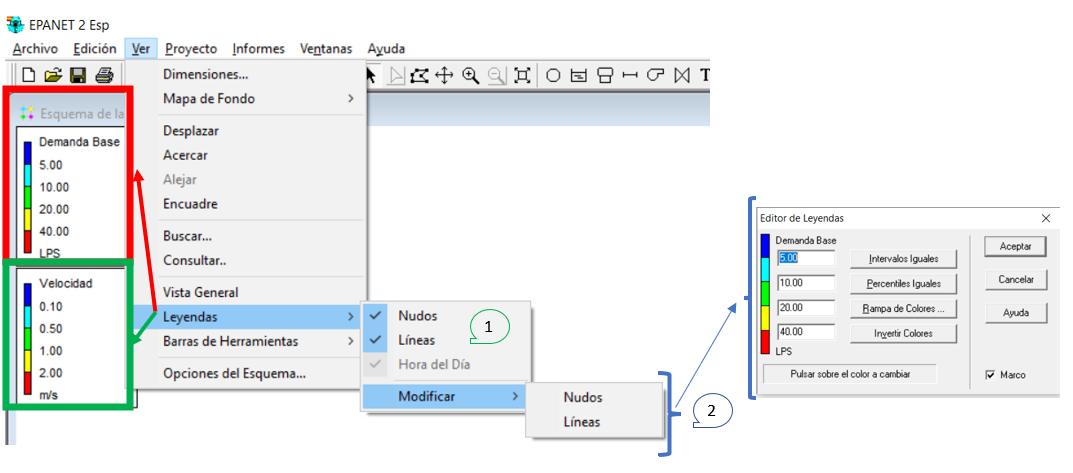 EPANET 2 Esp
Archivo Edición Ver Proyecto Informes Ventanas Ayuda
T
Esquema de la
Demanda Base
5.00
10.00
20.00
40.00
LPS
Velocidad
0.10
0.50
1.00
2.00
m/s
Dimensiones...
Mapa de Fondo
Desplazar
Acercar
Alejar
Encuadre
Buscar...
Consultar..
Vista General
Leyendas
Barras de Herramientas
Opciones del Esquema...
Nudos
Líneas
Hora del Día
Modificar
1
Nudos
Líneas
2
Editor de Leyendas
Demanda Base
5.00
10.00
20.00
40.00
LPS
Intervalos Iguales
Percentiles Iguales
Rampa de Colores ...
Invertir Colores
Pulsar sobre el color a cambiar
Aceptar
Cancelar
Ayuda
Marco